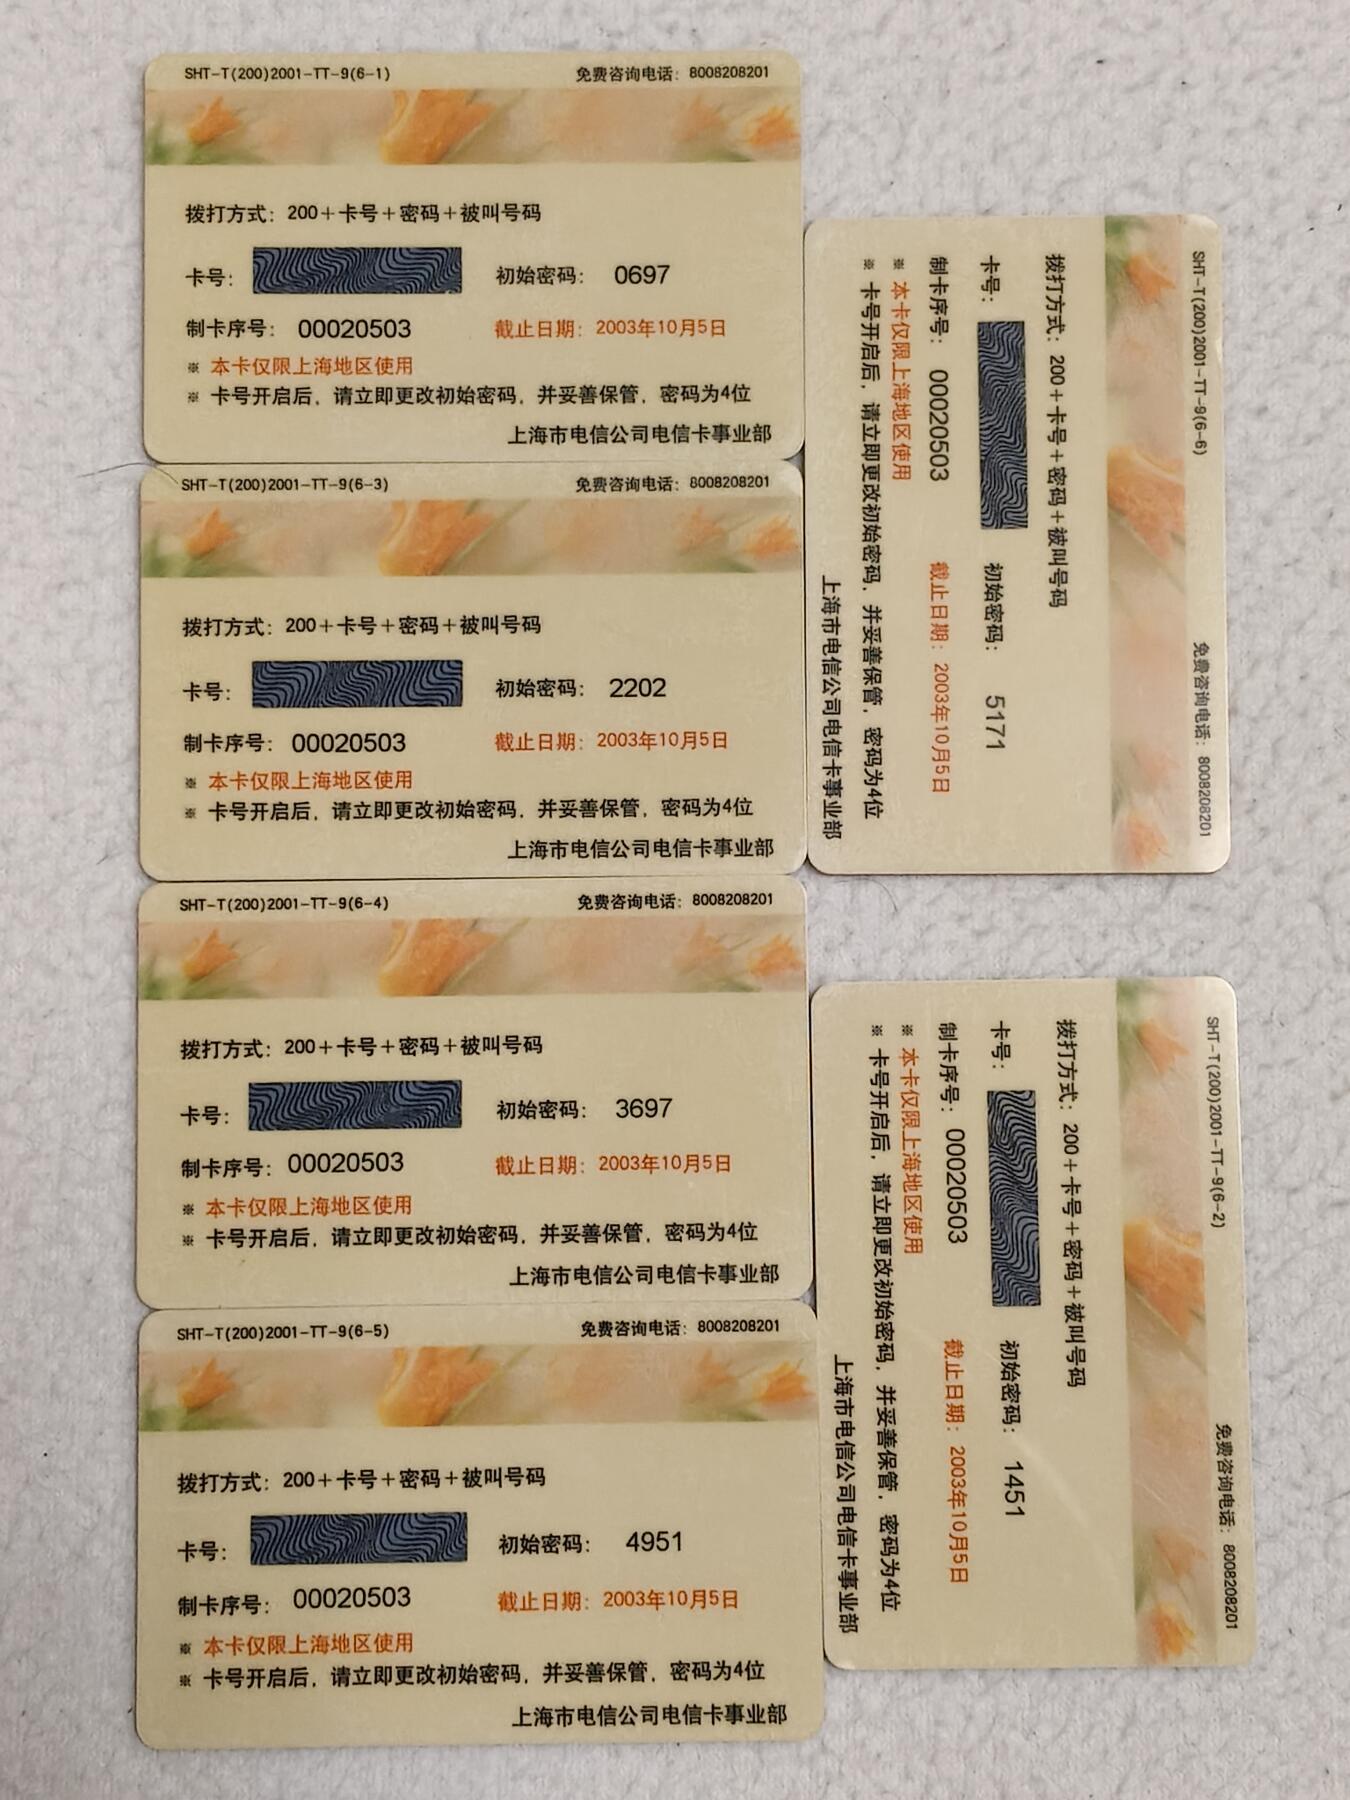 SHT-T(200)2001-TT-9(6-1) 免费咨询电话：8008208201
拨打方式：200+卡号+密码+被叫号码
卡号： 初始密码： 0697
制卡序号： 00020503 截止日期：2003年10月5日
※ 本卡仅限上海地区使用
※ 卡号开启后，请立即更改初始密码，并妥善保管，密码为4位
上海市电信公司电信卡事业部
SHT-T(200)2001-TT-9(6-3) 免费咨询电话：8008208201
拨打方式：200+卡号+密码+被叫号码
卡号： 初始密码： 2202
制卡序号： 00020503 截止日期：2003年10月5日
※ 本卡仅限上海地区使用
※ 卡号开启后，请立即更改初始密码，并妥善保管，密码为4位
上海市电信公司电信卡事业部
SHT-T(200)2001-TT-9(6-4) 免费咨询电话：8008208201
拨打方式：200+卡号+密码+被叫号码
卡号： 初始密码： 3697
制卡序号： 00020503 截止日期：2003年10月5日
※ 本卡仅限上海地区使用
※ 卡号开启后，请立即更改初始密码，并妥善保管，密码为4位
上海市电信公司电信卡事业部
SHT-T(200)2001-TT-9(6-5) 免费咨询电话：8008208201
拨打方式：200+卡号+密码+被叫号码
卡号： 初始密码： 4951
制卡序号： 00020503 截止日期：2003年10月5日
※ 本卡仅限上海地区使用
※ 卡号开启后，请立即更改初始密码，并妥善保管，密码为4位
上海市电信公司电信卡事业部
SHT-T(200)2001-TT-9(6-6) 免费咨询电话：8008208201
拨打方式：200+卡号+密码+被叫号码
卡号： 初始密码： 5171
制卡序号： 00020503 截止日期：2003年10月5日
※ 本卡仅限上海地区使用
※ 卡号开启后，请立即更改初始密码，并妥善保管，密码为4位
上海市电信公司电信卡事业部
SHT-T(200)2001-TT-9(6-2) 免费咨询电话：8008208201
拨打方式：200+卡号+密码+被叫号码
卡号： 初始密码： 1451
制卡序号： 00020503 截止日期：2003年10月5日
※ 本卡仅限上海地区使用
※ 卡号开启后，请立即更改初始密码，并妥善保管，密码为4位
上海市电信公司电信卡事业部